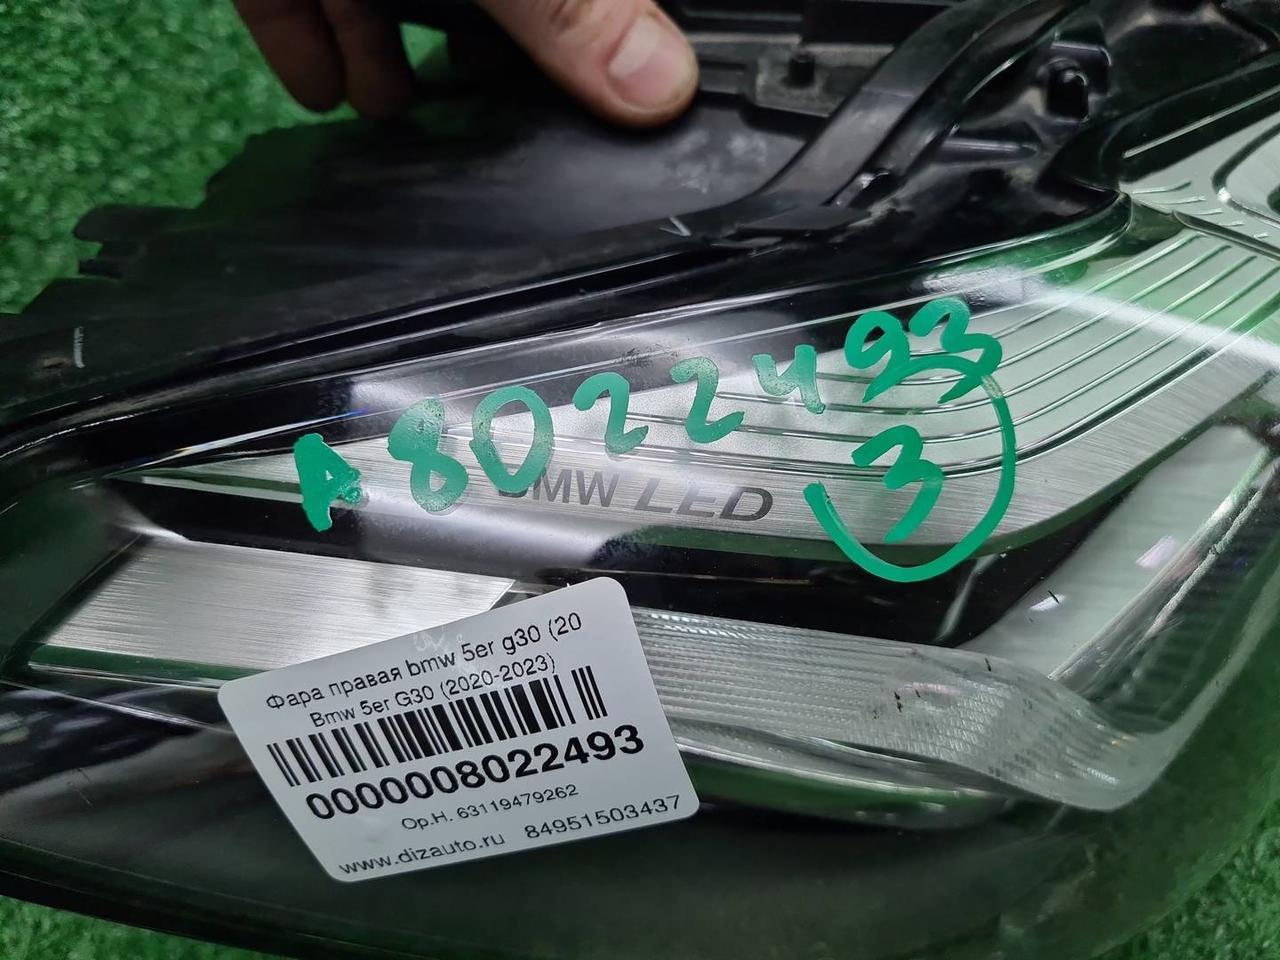 A8022493
3
BMW LED
Фара правая bmw 5er g30 (20
Bmw 5er G30 (2020-2023)
0000008022493
Ор.Н. 63119479262
www.dizauto.ru 84951503437